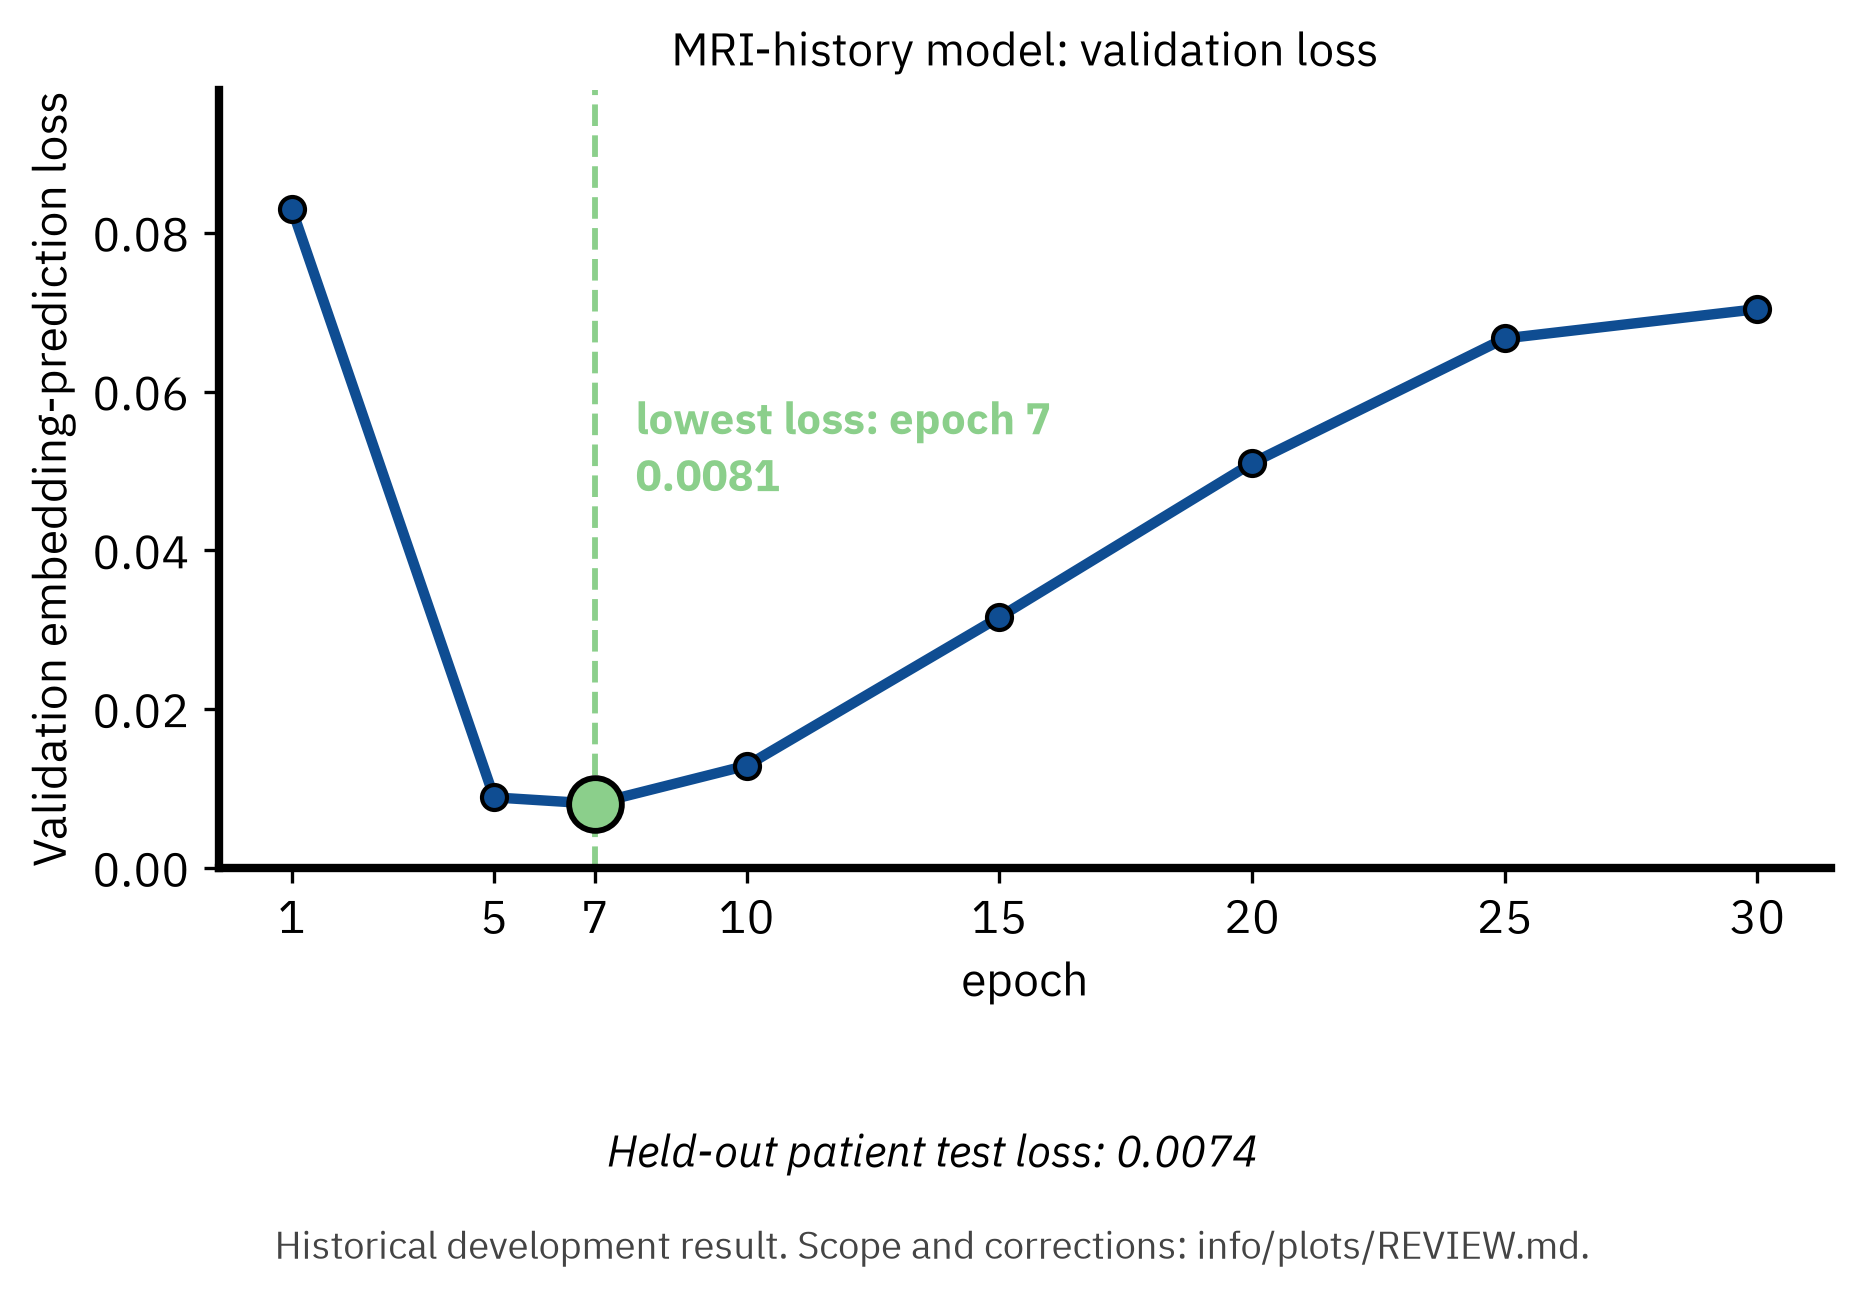 MRI-history model: validation loss
Validation embedding-prediction loss
0.08
0.06
0.04
0.02
0.00
lowest loss: epoch 7
0.0081
1 5 7 10 15 20 25 30
epoch
Held-out patient test loss: 0.0074
Historical development result. Scope and corrections: info/plots/REVIEW.md.